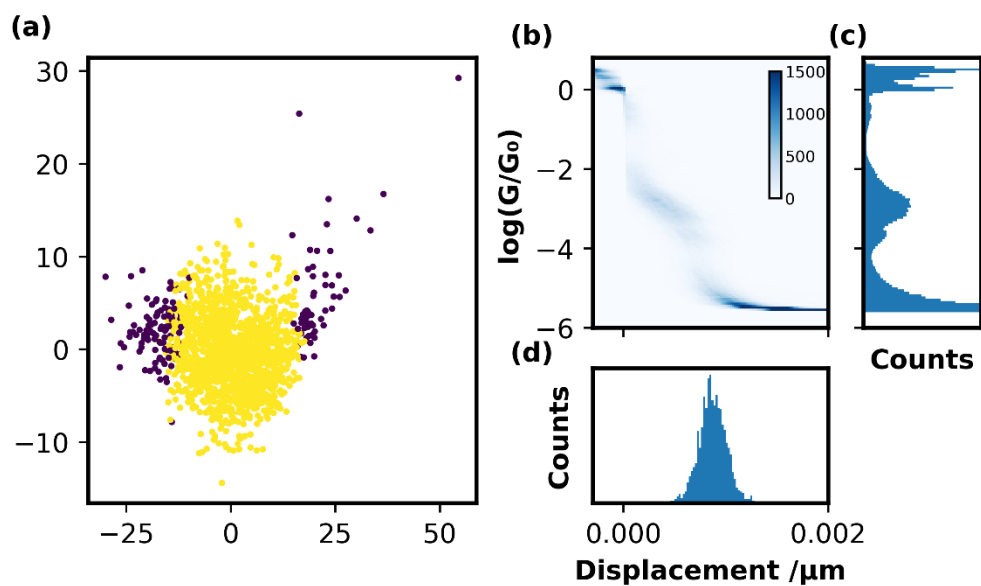 (a)
30
20
10
0
−10
−25 0 25 50
(b)
log(G/G₀)
0
−2
−4
−6
1500
1000
500
0
(c)
Counts
(d)
Counts
0.000 0.002
Displacement /μm